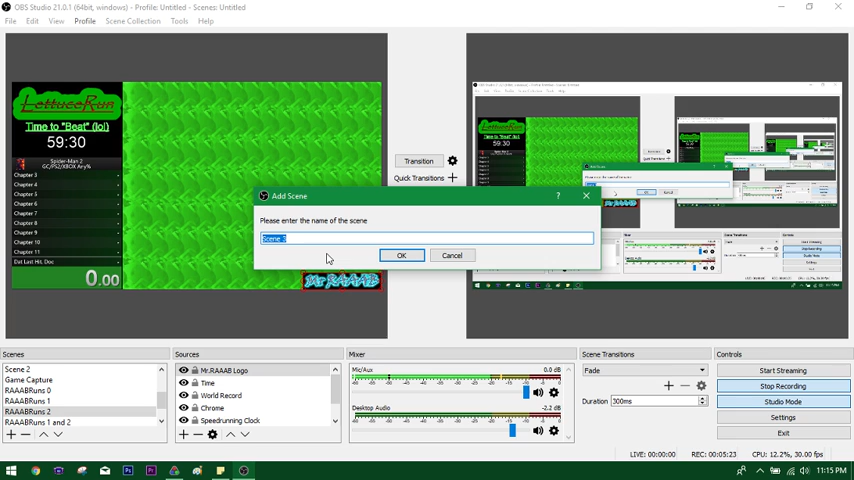 OBS Studio 21.0.1 (64bit, windows) - Profile: Untitled - Scenes: Untitled
File Edit View Profile Scene Collection Tools Help
LettuceRun
Time to "Beat" (lol)
59:30
Spider-Man 2
GC/PS2/XBOX Any%
Chapter 3 -
Chapter 4 -
Chapter 5 -
Chapter 6 -
Chapter 7 -
Chapter 8 -
Chapter 9 -
Chapter 10 -
Chapter 11 -
Dat Last Hit, Doc -
0.00
Mr RAAAB
Transition
Quick Transitions
Add Scene
Please enter the name of the scene
Scene 3
OK Cancel
Scenes
Scene 2
Game Capture
RAAABRuns 0
RAAABRuns 1
RAAABRuns 2
RAAABRuns 1 and 2
Sources
Mr.RAAAB Logo
Time
World Record
Chrome
Speedrunning Clock
Mixer
Mic/Aux 0.0 dB
Desktop Audio -2.2 dB
Scene Transitions
Fade
Duration 300ms
Controls
Start Streaming
Stop Recording
Studio Mode
Settings
Exit
LIVE: 00:00:00 REC: 00:05:23 CPU: 12.2%, 30.00 fps
11:15 PM